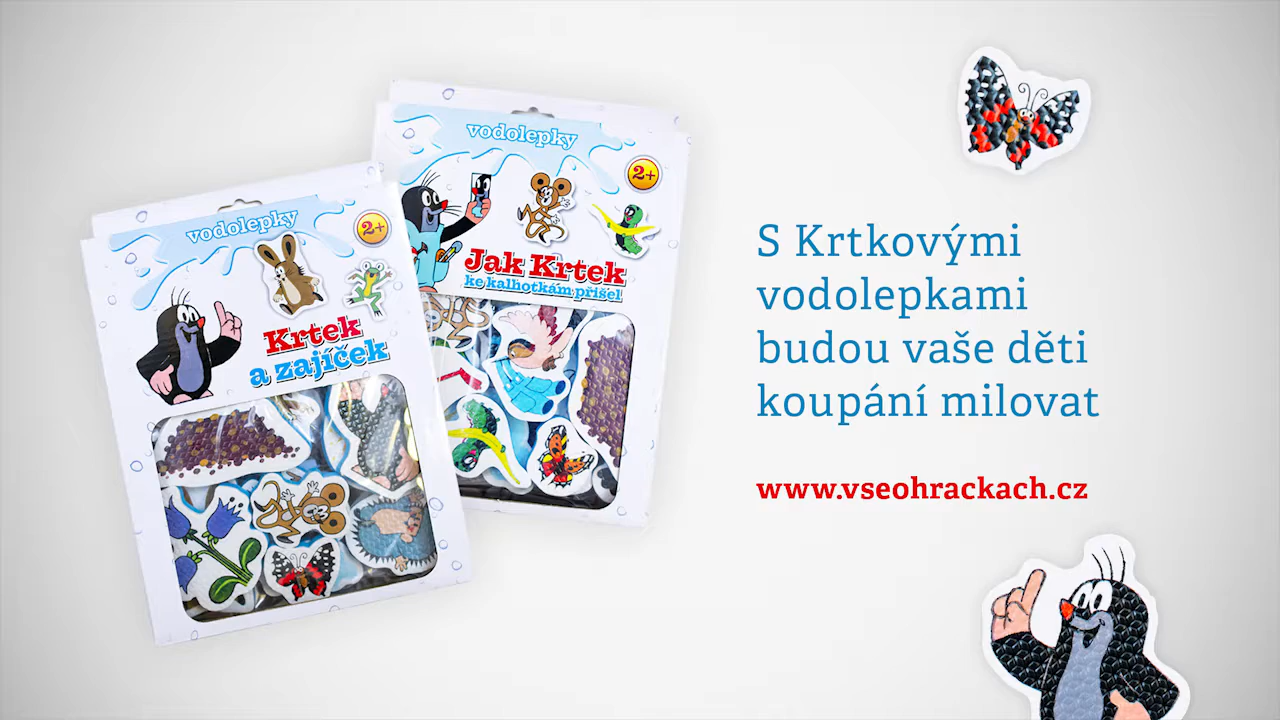 vodolepky
2+
Krtek
a zajíček
vodolepky
2+
Jak Krtek
ke kalhotkám přišel
S Krtkovými
vodolepkami
budou vaše děti
koupání milovat
www.vseohrackach.cz